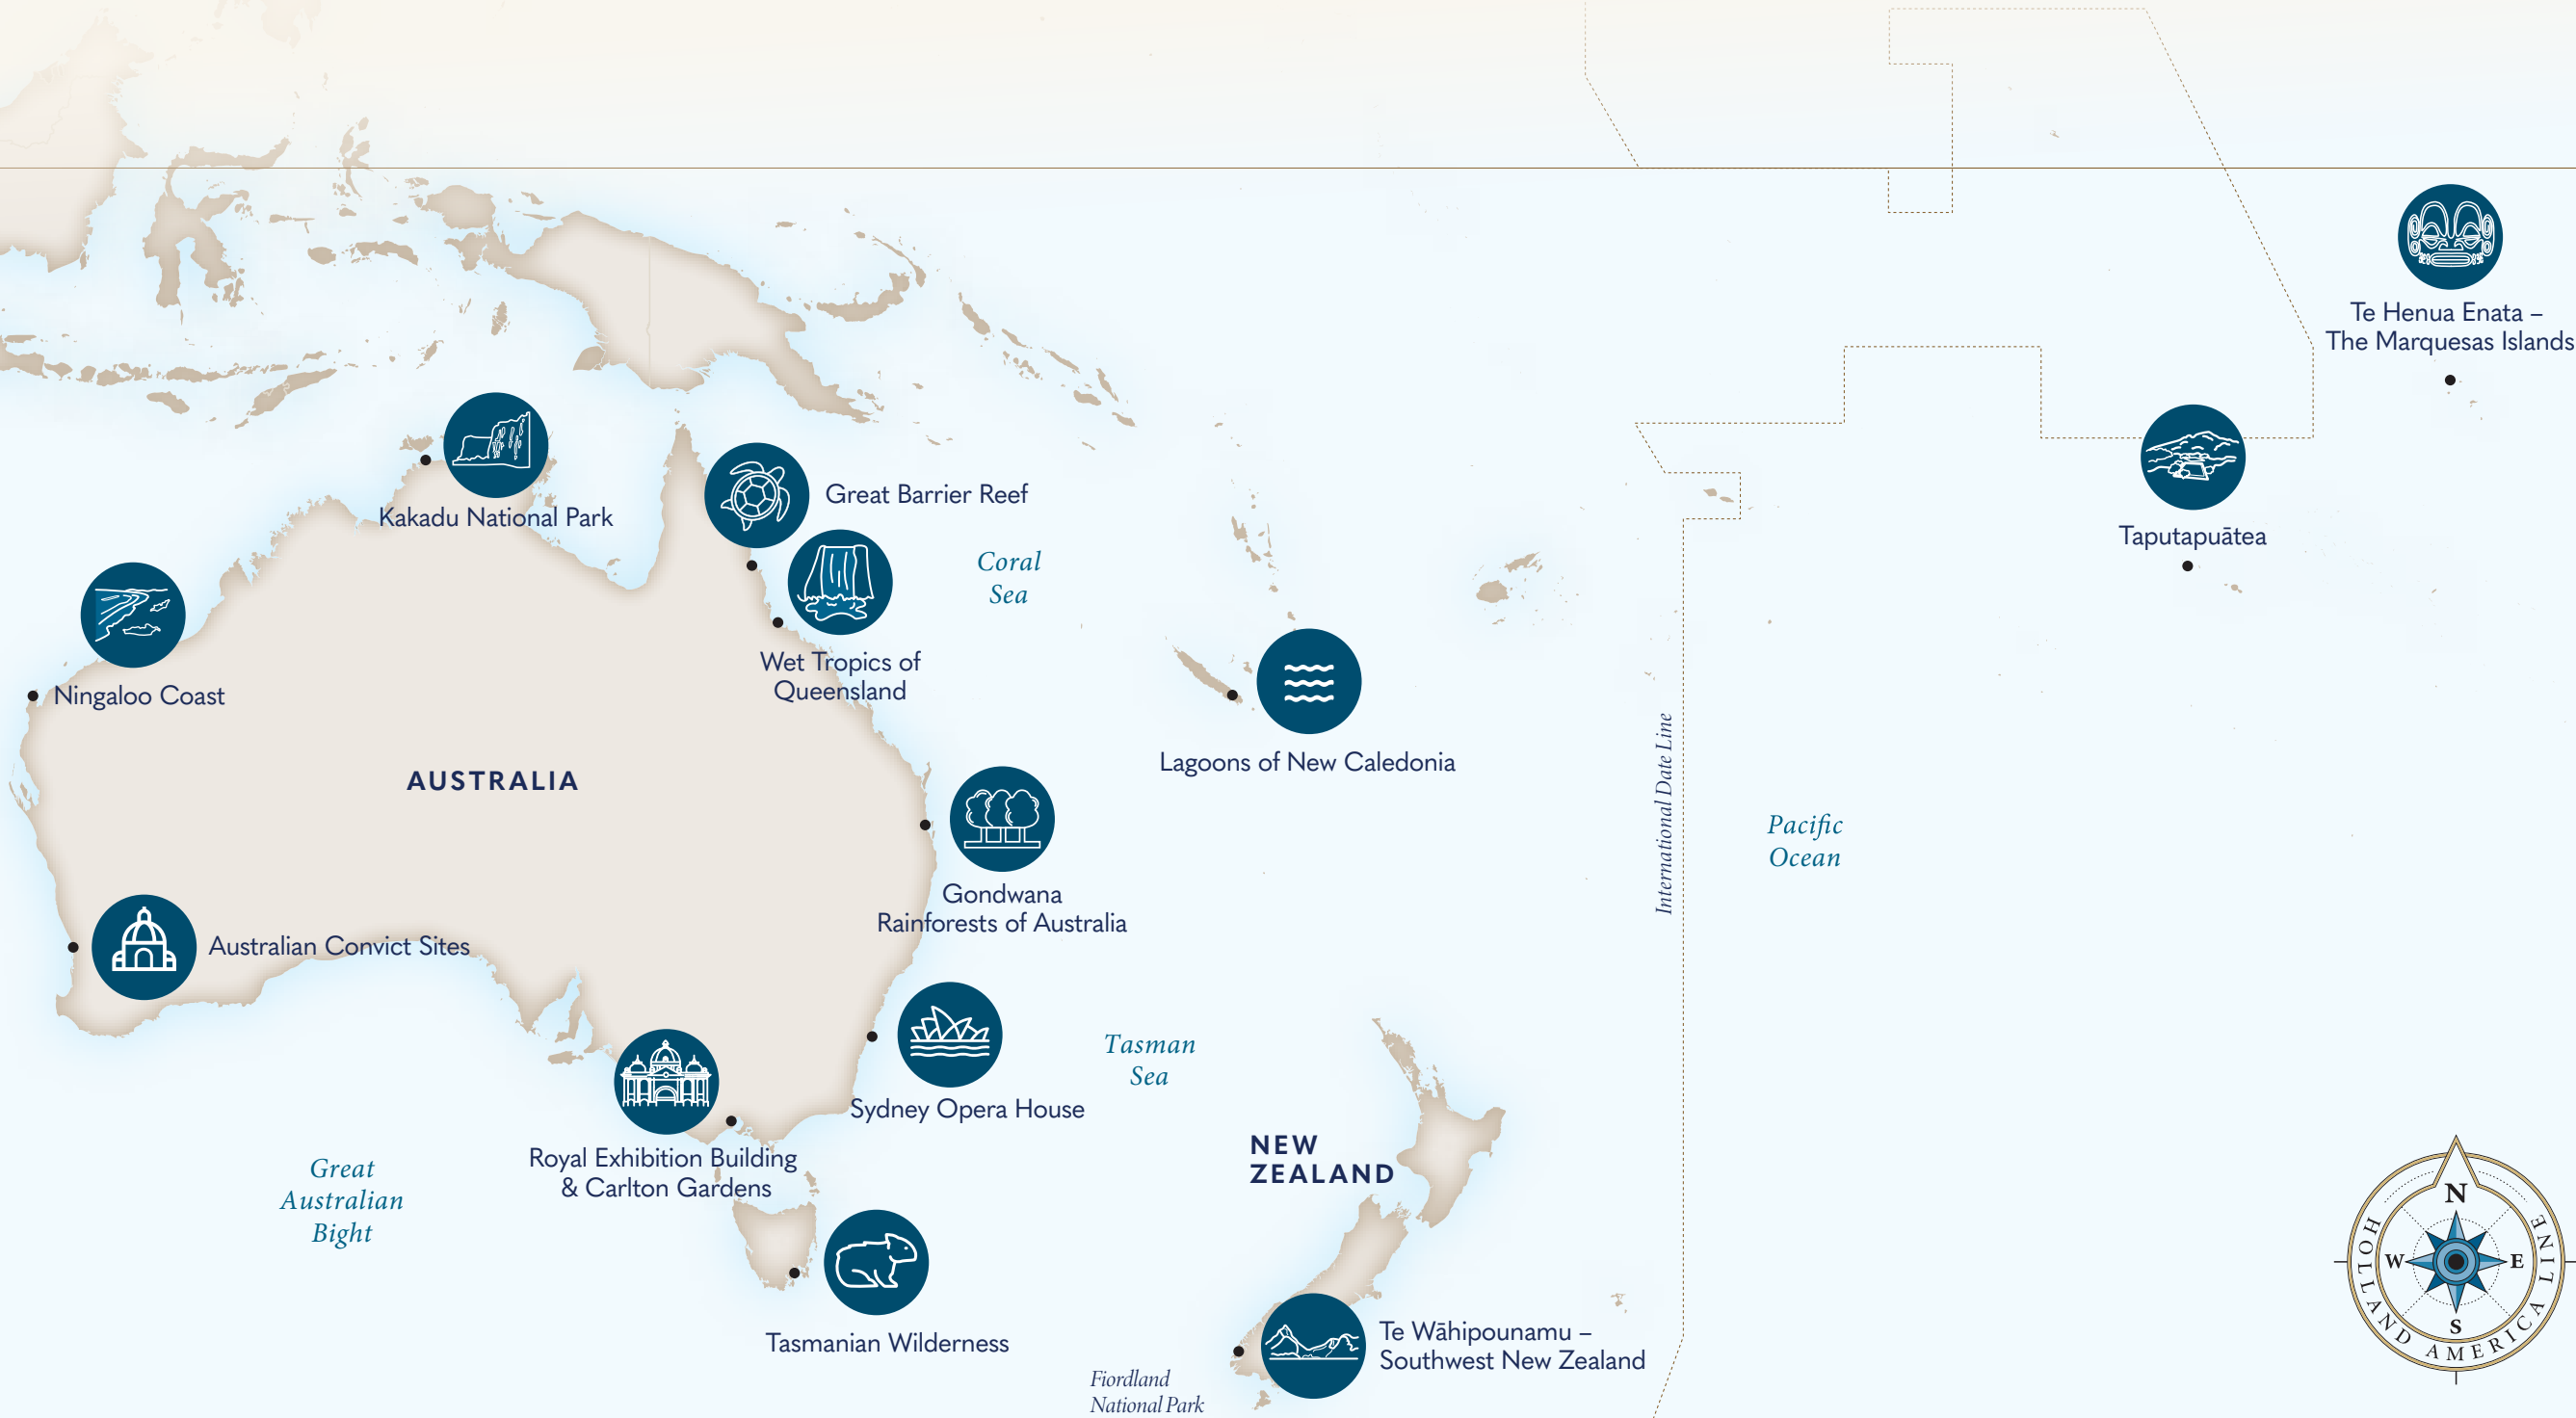 Te Henua Enata –
The Marquesas Islands
Great Barrier Reef
Kakadu National Park
Taputapuātea
Coral
Sea
Wet Tropics of
Queensland
Ningaloo Coast
Lagoons of New Caledonia
AUSTRALIA
International Date Line
Pacific
Ocean
Gondwana
Rainforests of Australia
Australian Convict Sites
Tasman
Sea
Sydney Opera House
NEW
ZEALAND
Royal Exhibition Building
& Carlton Gardens
Great
Australian
Bight
N
W
E
S
HOLLAND AMERICA LINE
Tasmanian Wilderness
Te Wāhipounamu –
Southwest New Zealand
Fiordland
National Park